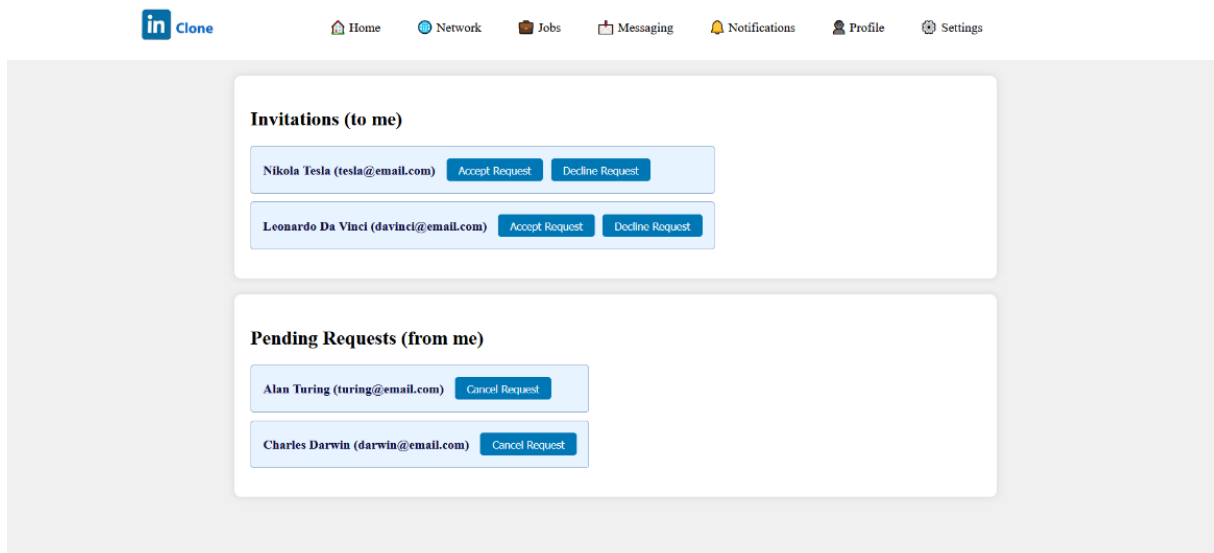 in Clone Home Network Jobs Messaging Notifications Profile Settings
Invitations (to me)
Nikola Tesla (tesla@email.com) Accept Request Decline Request
Leonardo Da Vinci (davinci@email.com) Accept Request Decline Request
Pending Requests (from me)
Alan Turing (turing@email.com) Cancel Request
Charles Darwin (darwin@email.com) Cancel Request